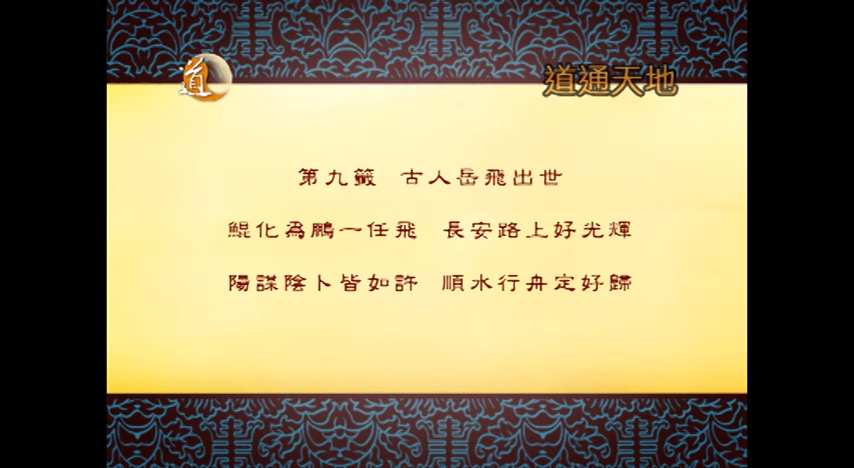 道
道通天地
第九籤 古人岳飛出世
鯤化為鵬一任飛 長安路上好光輝
陽謀陰卜皆如許 順水行舟定好歸